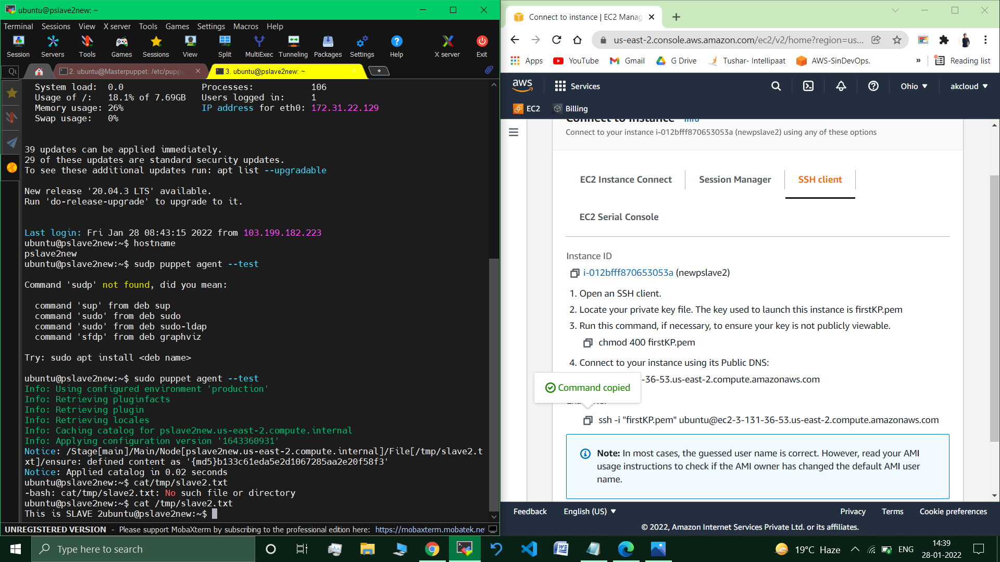 ubuntu@pslave2new: ~
Terminal Sessions View X server Tools Games Settings Macros Help
Session Servers Tools Games Sessions View Split MultiExec Tunneling Packages Settings Help X server Exit
2. ubuntu@Masterpuppet: /etc/puppe
3. ubuntu@pslave2new: ~
System load: 0.0 Processes: 106
Usage of /: 18.1% of 7.69GB Users logged in: 1
Memory usage: 26% IP address for eth0: 172.31.22.129
Swap usage: 0%
39 updates can be applied immediately.
29 of these updates are standard security updates.
To see these additional updates run: apt list --upgradable
New release '20.04.3 LTS' available.
Run 'do-release-upgrade' to upgrade to it.
Last login: Fri Jan 28 08:43:15 2022 from 103.199.182.223
ubuntu@pslave2new:~$ hostname
pslave2new
ubuntu@pslave2new:~$ sudp puppet agent --test
Command 'sudp' not found, did you mean:
command 'sup' from deb sup
command 'sudo' from deb sudo
command 'sudo' from deb sudo-ldap
command 'sfdp' from deb graphviz
Try: sudo apt install <deb name>
ubuntu@pslave2new:~$ sudo puppet agent --test
Info: Using configured environment 'production'
Info: Retrieving pluginfacts
Info: Retrieving plugin
Info: Retrieving locales
Info: Caching catalog for pslave2new.us-east-2.compute.internal
Info: Applying configuration version '1643360931'
Notice: /Stage[main]/Main/Node[pslave2new.us-east-2.compute.internal]/File[/tmp/slave2.t
xt]/ensure: defined content as '{md5}b133c61eda5e2d1067285aa2e20f58f3'
Notice: Applied catalog in 0.02 seconds
ubuntu@pslave2new:~$ cat/tmp/slave2.txt
-bash: cat/tmp/slave2.txt: No such file or directory
ubuntu@pslave2new:~$ cat /tmp/slave2.txt
This is SLAVE 2ubuntu@pslave2new:~$
UNREGISTERED VERSION - Please support MobaXterm by subscribing to the professional edition here: https://mobaxterm.mobatek.ne
Connect to instance | EC2 Manag
us-east-2.console.aws.amazon.com/ec2/v2/home?region=us...
Apps YouTube Gmail G Drive Tushar- Intellipaat AWS-SinDevOps. » Reading list
aws Services Ohio akcloud
EC2 Billing
Connect to instance Info
Connect to your instance i-012bfff870653053a (newpslave2) using any of these options
EC2 Instance Connect Session Manager SSH client
EC2 Serial Console
Instance ID
i-012bfff870653053a (newpslave2)
1. Open an SSH client.
2. Locate your private key file. The key used to launch this instance is firstKP.pem
3. Run this command, if necessary, to ensure your key is not publicly viewable.
chmod 400 firstKP.pem
4. Connect to your instance using its Public DNS:
-36-53.us-east-2.compute.amazonaws.com
Command copied
ssh -i "firstKP.pem" ubuntu@ec2-3-131-36-53.us-east-2.compute.amazonaws.com
Note: In most cases, the guessed user name is correct. However, read your AMI
usage instructions to check if the AMI owner has changed the default AMI user
name.
Feedback English (US) Privacy Terms Cookie preferences
© 2022, Amazon Internet Services Private Ltd. or its affiliates.
Type here to search
19°C Haze ENG
14:39
28-01-2022